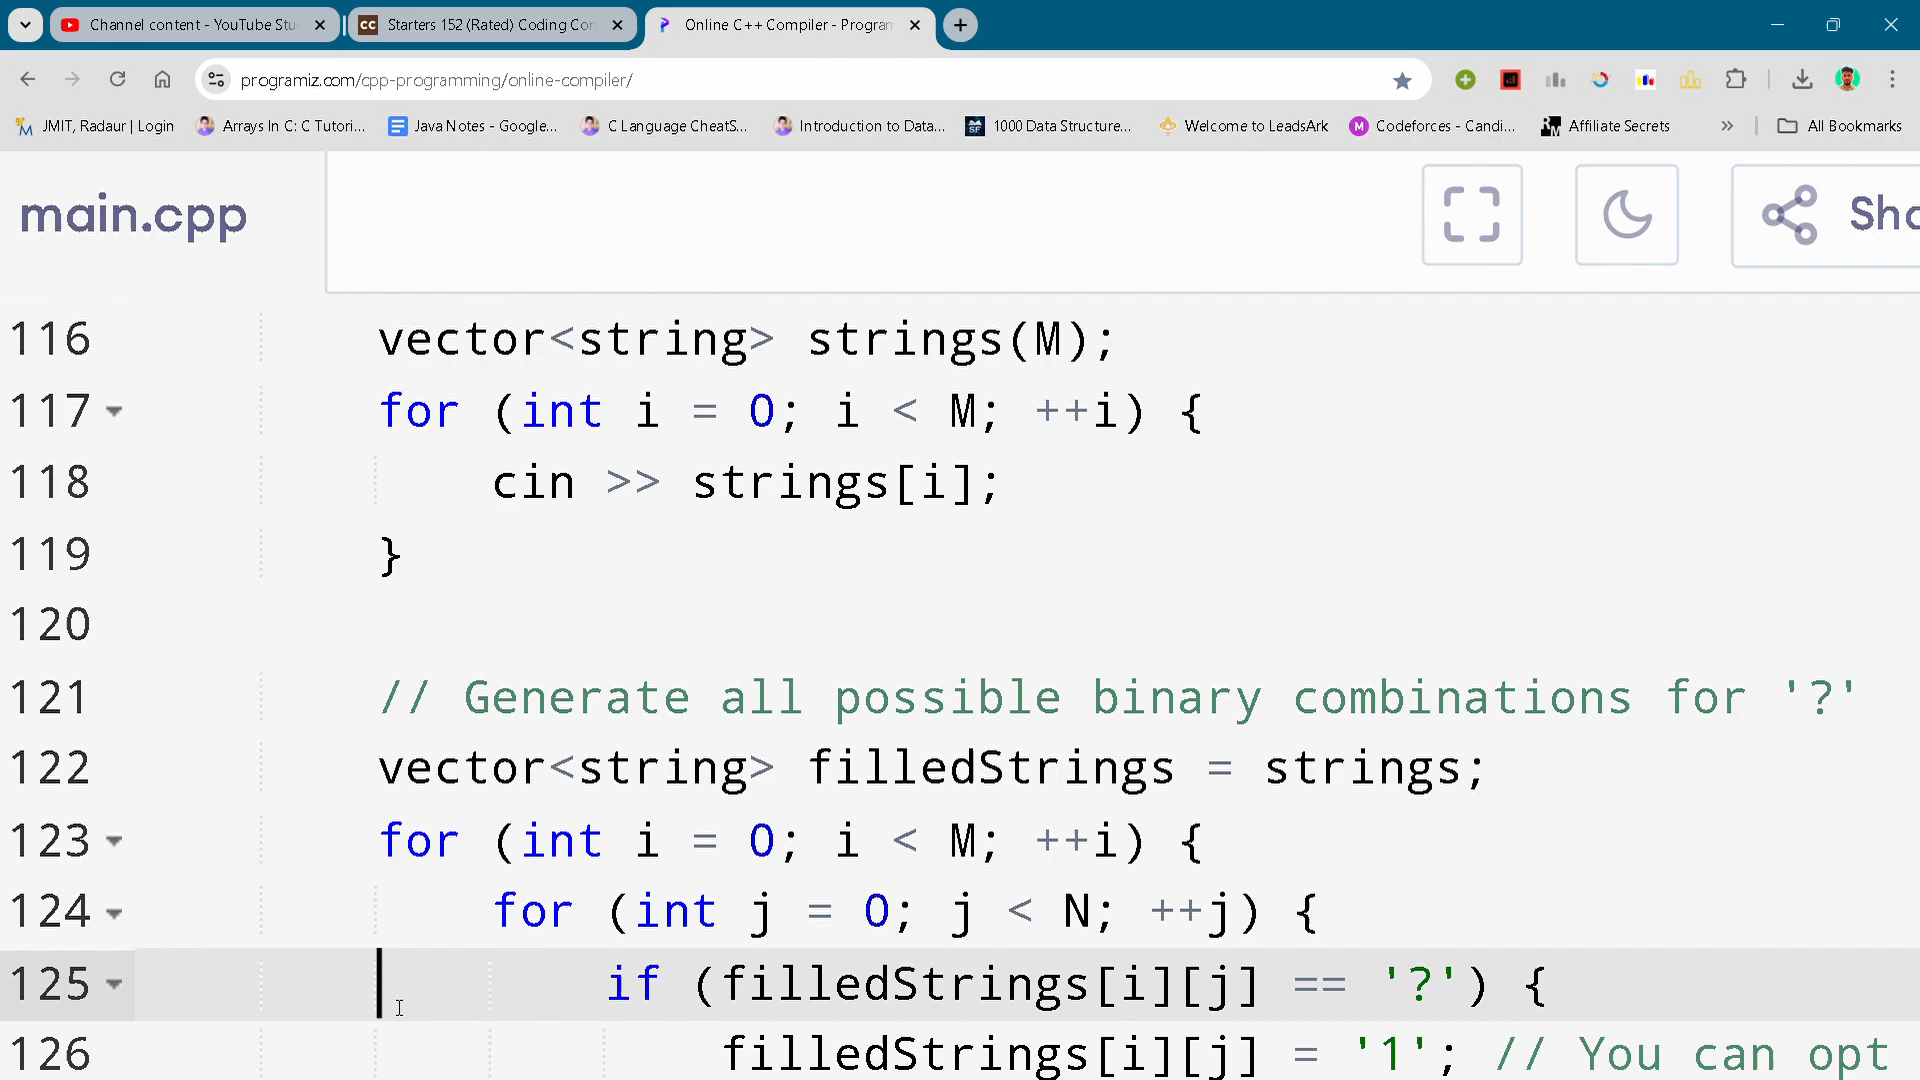 Channel content - YouTube Stu
Starters 152 (Rated) Coding Con
Online C++ Compiler - Program
programiz.com/cpp-programming/online-compiler/
JMIT, Radaur | Login
Arrays In C: C Tutori...
Java Notes - Google...
C Language CheatS...
Introduction to Data...
1000 Data Structure...
Welcome to LeadsArk
Codeforces - Candi...
Affiliate Secrets
All Bookmarks
main.cpp
Sha
116 vector<string> strings(M);
117 for (int i = 0; i < M; ++i) {
118 cin >> strings[i];
119 }
120
121 // Generate all possible binary combinations for '?'
122 vector<string> filledStrings = strings;
123 for (int i = 0; i < M; ++i) {
124 for (int j = 0; j < N; ++j) {
125 if (filledStrings[i][j] == '?') {
126 filledStrings[i][j] = '1'; // You can opt